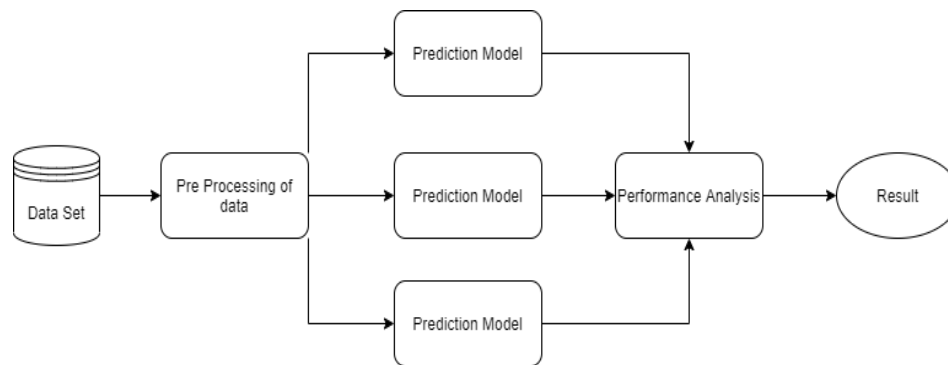 Prediction Model
Data Set
Pre Processing of
data
Prediction Model
Performance Analysis
Result
Prediction Model